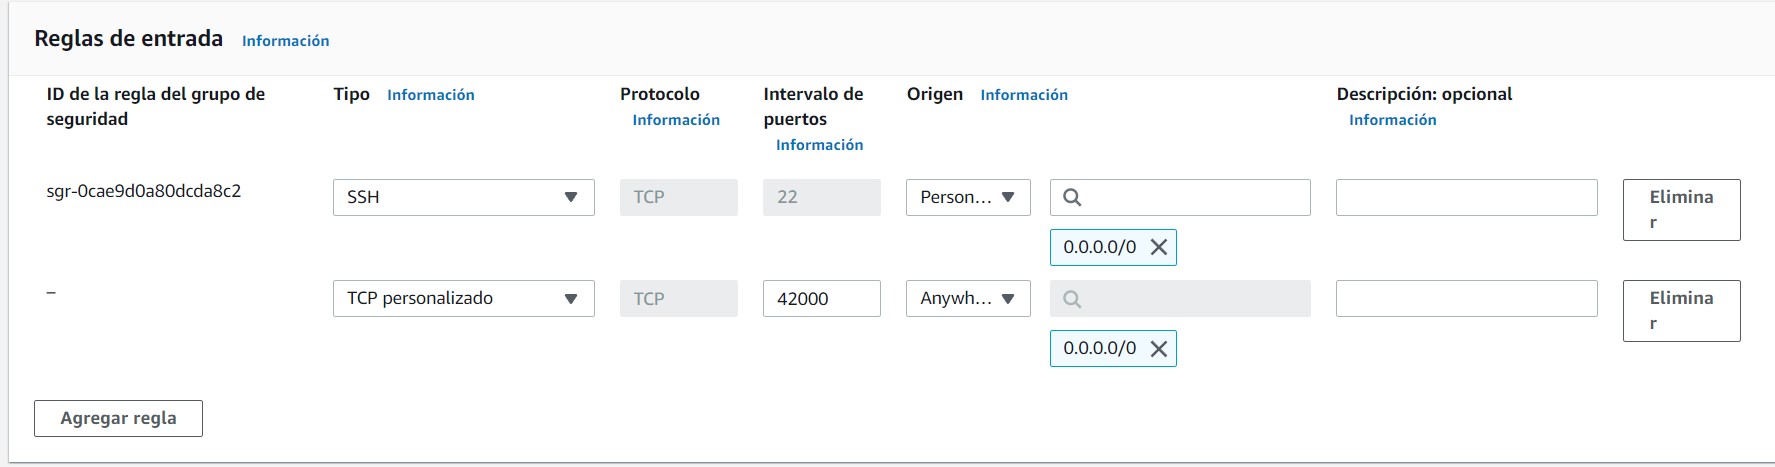 Reglas de entrada Información
ID de la regla del grupo de seguridad
Tipo Información
Protocolo Información
Intervalo de puertos Información
Origen Información
Descripción: opcional Información
sgr-0cae9d0a80dcda8c2
SSH
TCP
22
Person...
Elimina
r
0.0.0.0/0
–
TCP personalizado
TCP
42000
Anywh...
Elimina
r
0.0.0.0/0
Agregar regla